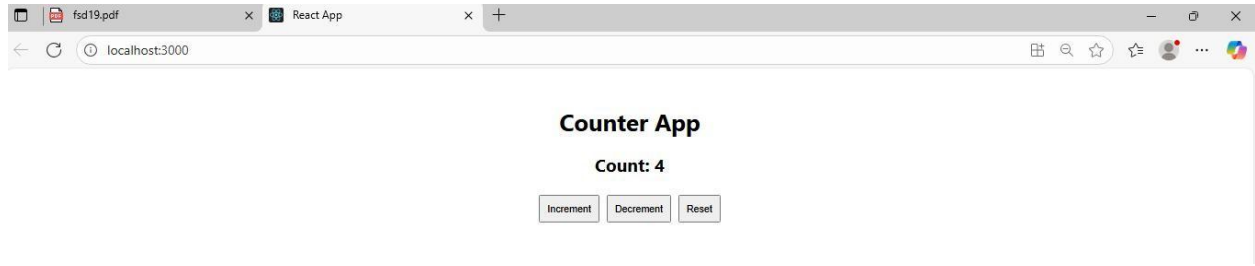 fsd19.pdf React App
localhost:3000
Counter App
Count: 4
Increment Decrement Reset